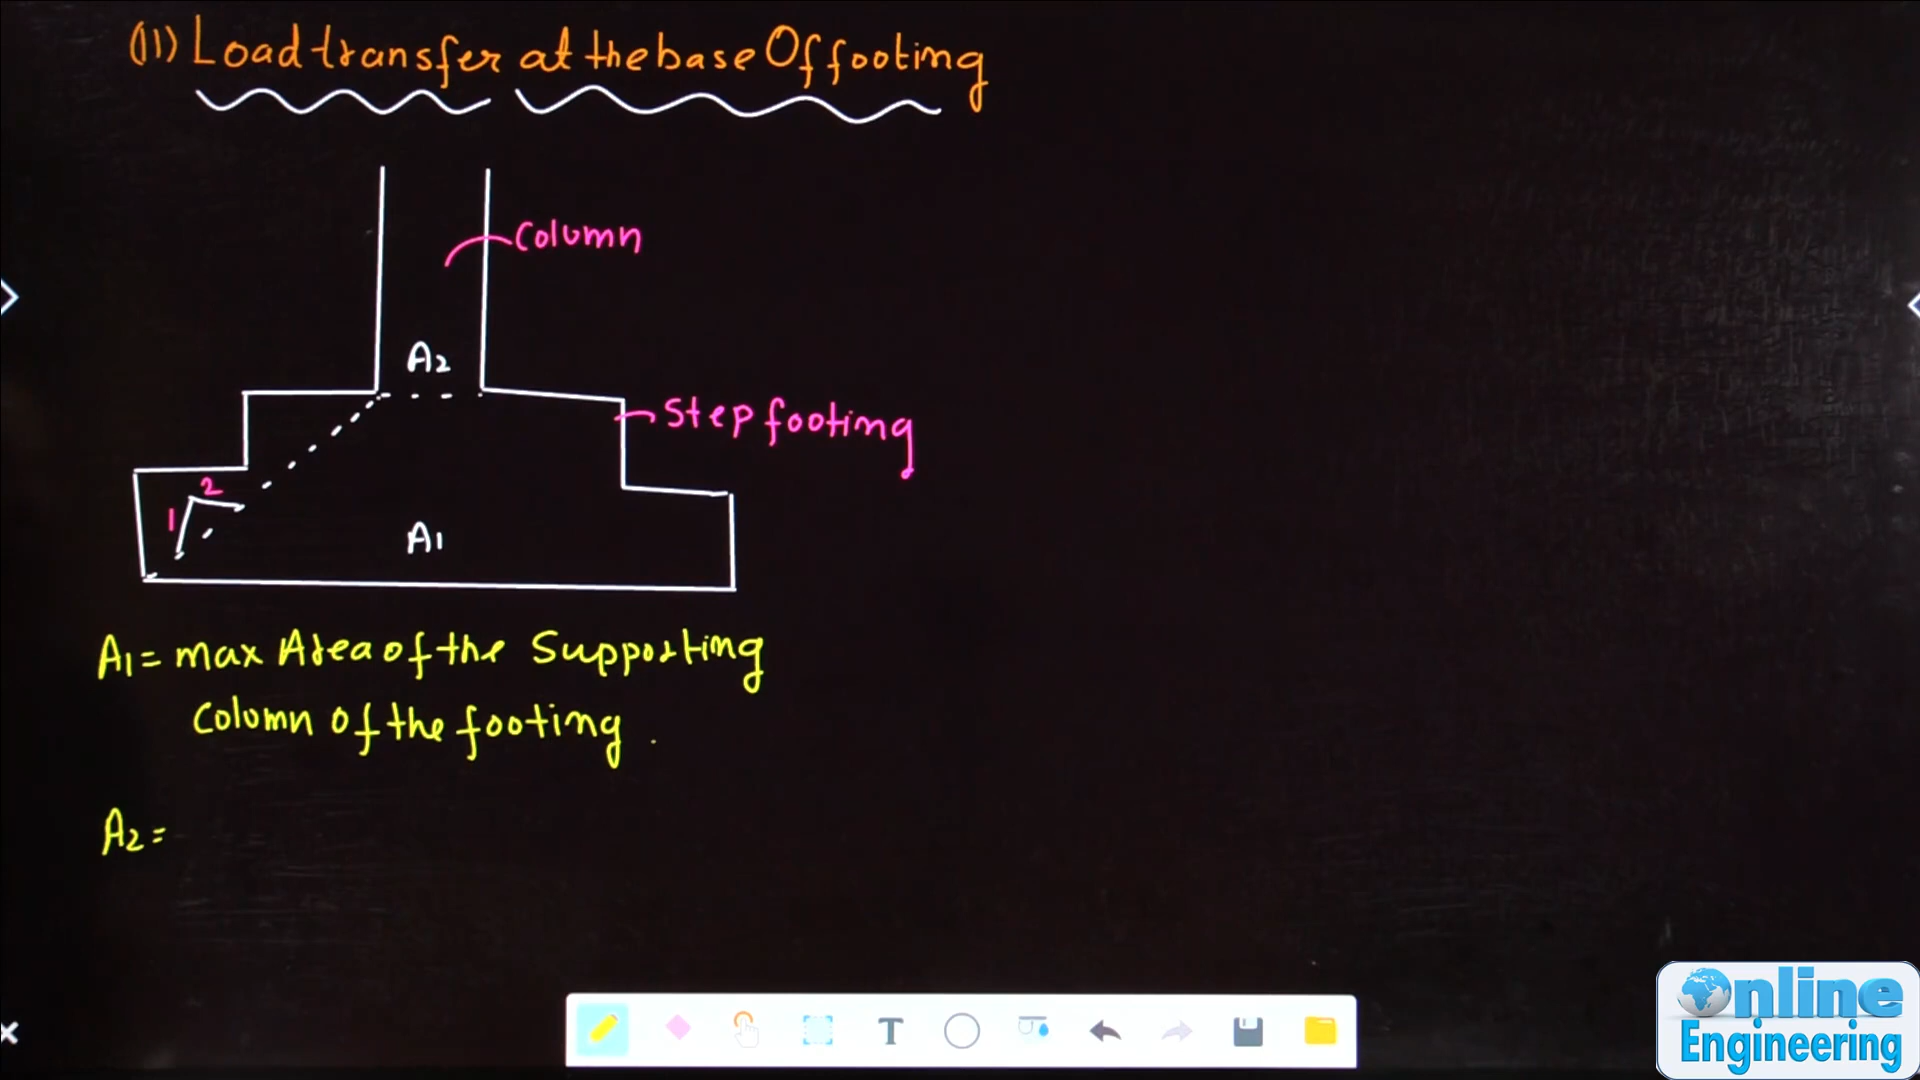 (11) Load transfer at the base Of footing
Column
A2
Step footing
2
1
A1
A1 = max Area of the Supporting
Column of the footing .
A2 =
T
Online
Engineering